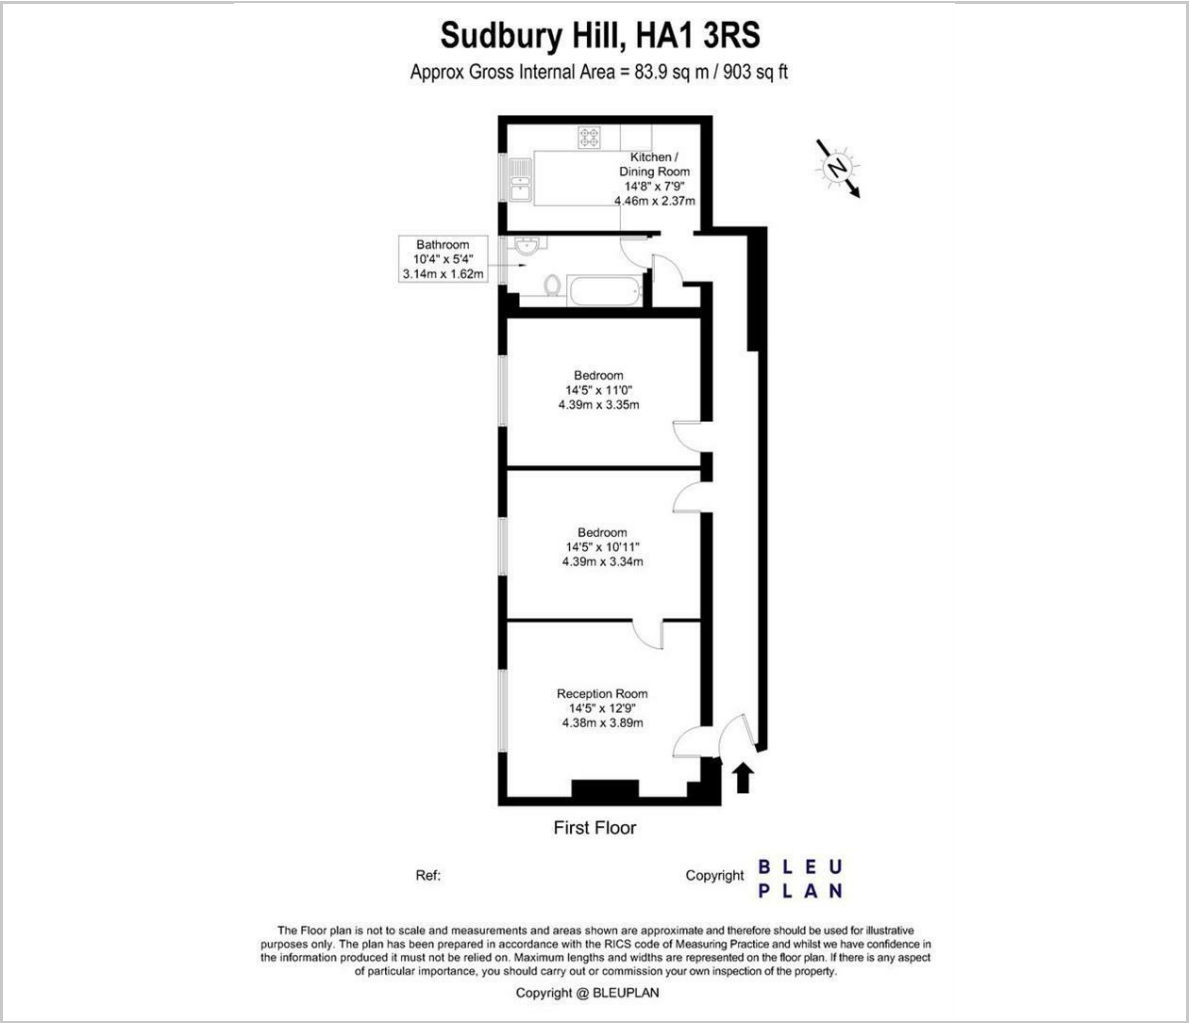 Sudbury Hill, HA1 3RS
Approx Gross Internal Area = 83.9 sq m / 903 sq ft
Kitchen /
Dining Room
14'8" x 7'9"
4.46m x 2.37m
N
Bathroom
10'4" x 5'4"
3.14m x 1.62m
Bedroom
14'5" x 11'0"
4.39m x 3.35m
Bedroom
14'5" x 10'11"
4.39m x 3.34m
Reception Room
14'5" x 12'9"
4.38m x 3.89m
First Floor
Ref:
Copyright
BLEU
PLAN
The Floor plan is not to scale and measurements and areas shown are approximate and therefore should be used for illustrative
purposes only. The plan has been prepared in accordance with the RICS code of Measuring Practice and whilst we have confidence in
the information produced it must not be relied on. Maximum lengths and widths are represented on the floor plan. If there is any aspect
of particular importance, you should carry out or commission your own inspection of the property.
Copyright @ BLEUPLAN